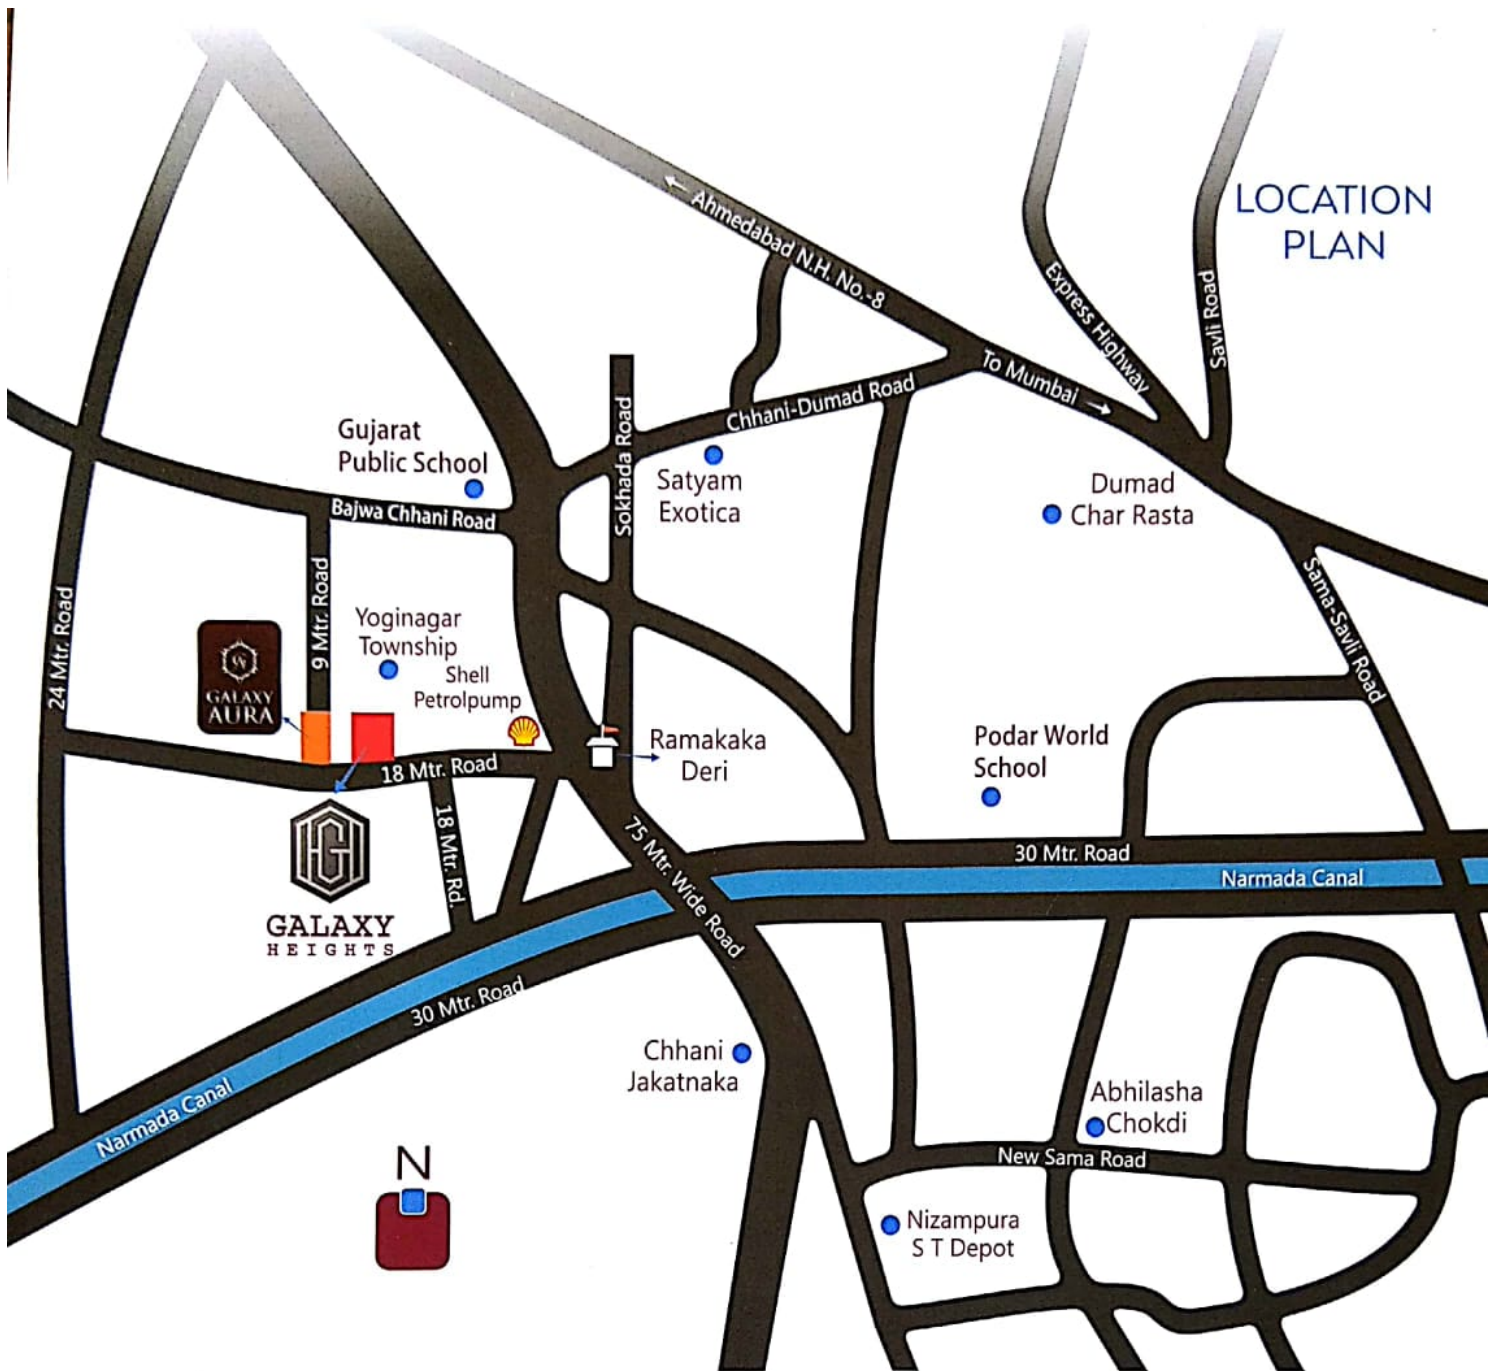 LOCATION
PLAN
Ahmedabad N.H. No.-8
Express Highway
Savli Road
To Mumbai
Chhani-Dumad Road
Sokhada Road
Gujarat
Public School
Bajwa Chhani Road
Satyam
Exotica
Dumad
Char Rasta
Sama-Savli Road
24 Mtr. Road
9 Mtr. Road
Yoginagar
Township
Shell
Petrolpump
GALAXY
AURA
18 Mtr. Road
Ramakaka
Deri
Podar World
School
18 Mtr. Rd.
HG
GALAXY
HEIGHTS
75 Mtr. Wide Road
30 Mtr. Road
Narmada Canal
30 Mtr. Road
Narmada Canal
Chhani
Jakatnaka
Abhilasha
Chokdi
New Sama Road
N
Nizampura
S T Depot